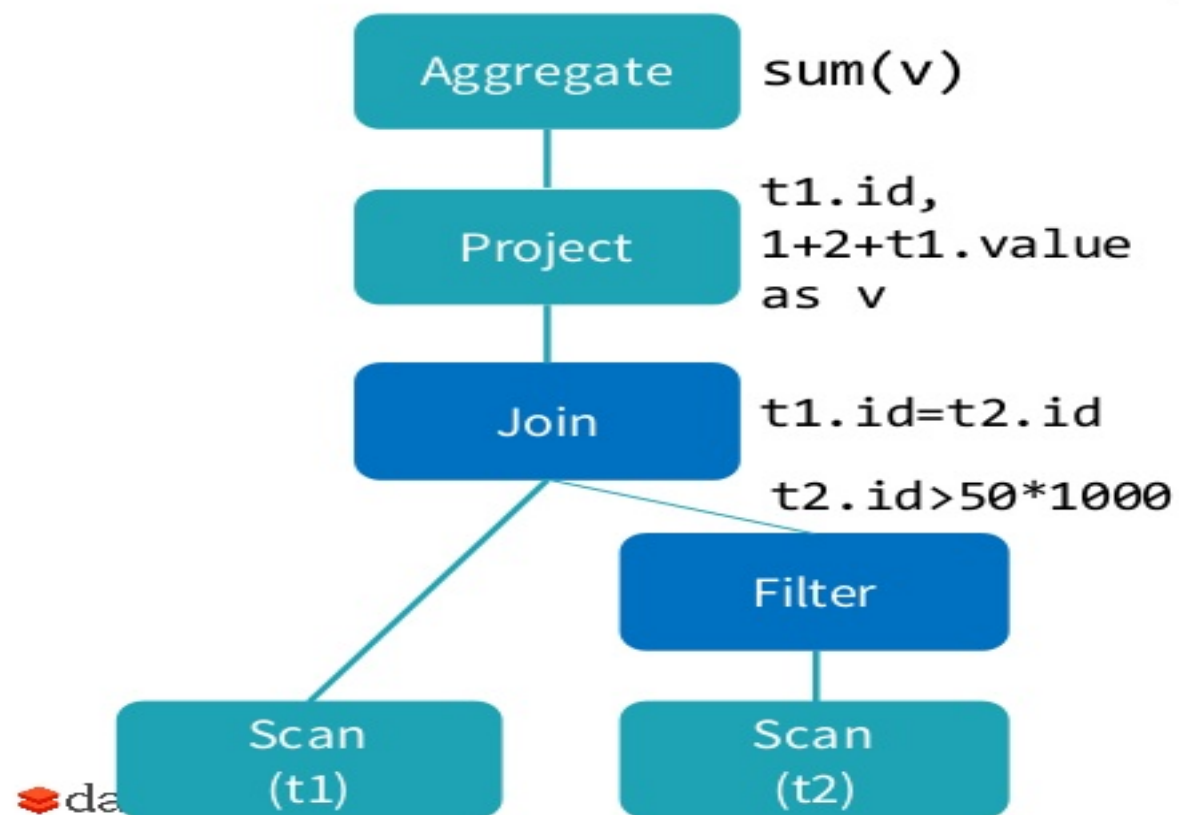 Aggregate sum(v)
t1.id,
Project 1+2+t1.value
as v
Join t1.id=t2.id
t2.id>50*1000
Filter
Scan Scan
(t1) (t2)
da